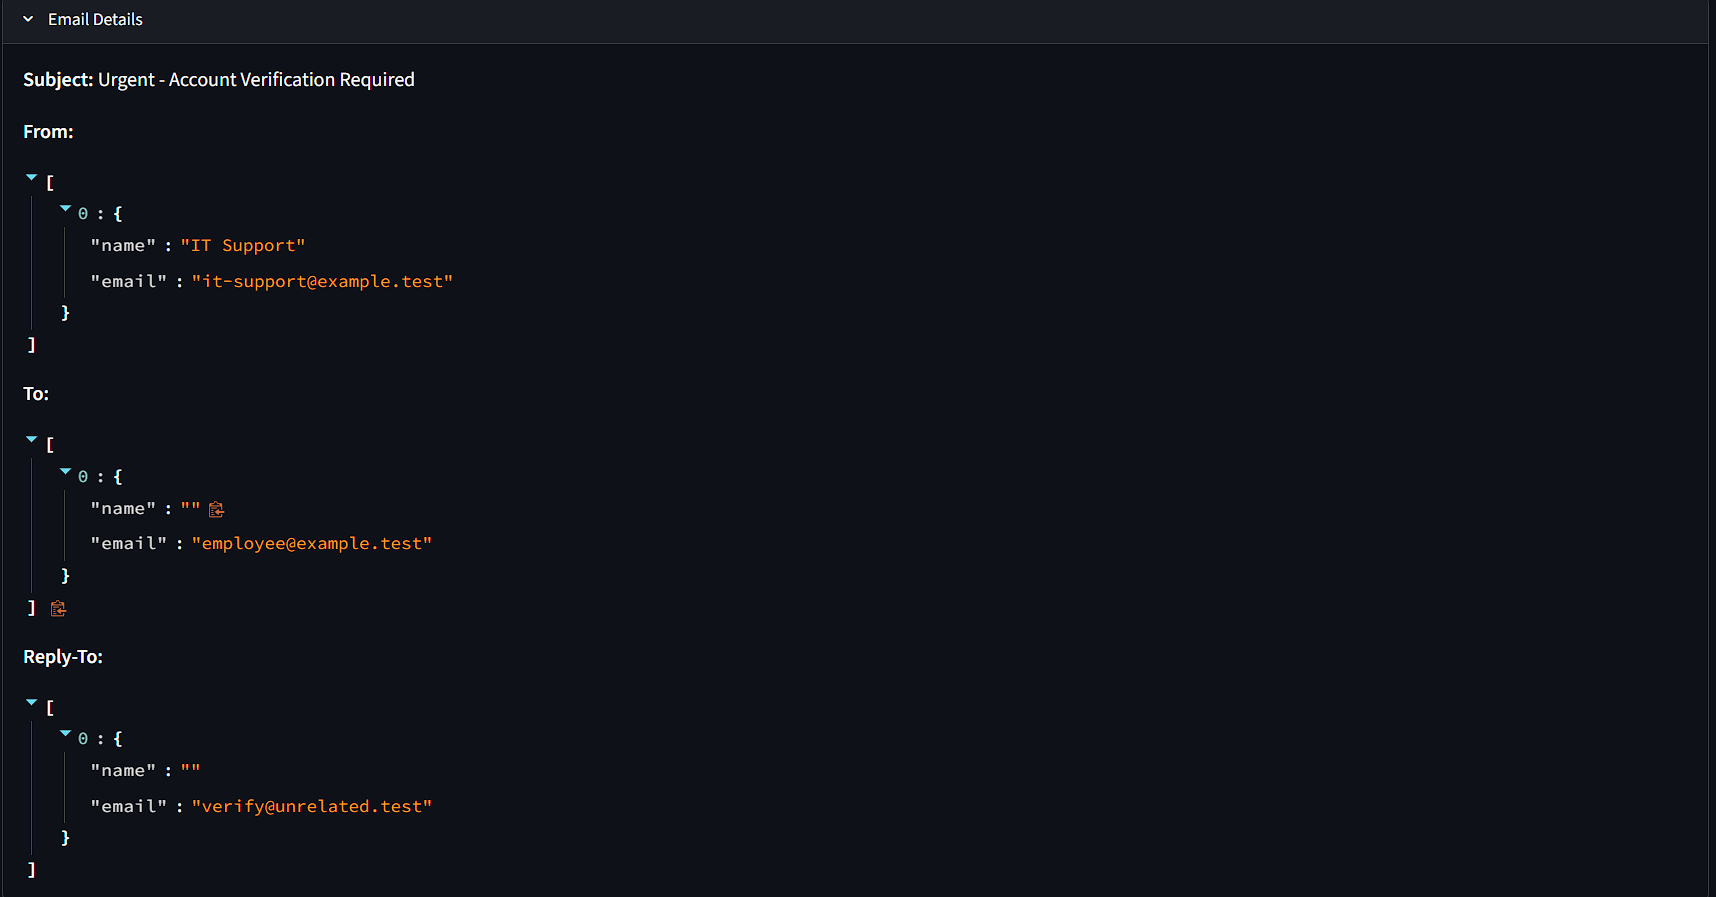 Email Details
Subject: Urgent - Account Verification Required
From:
[
0 : {
"name" : "IT Support"
"email" : "it-support@example.test"
}
]
To:
[
0 : {
"name" : ""
"email" : "employee@example.test"
}
]
Reply-To:
[
0 : {
"name" : ""
"email" : "verify@unrelated.test"
}
]